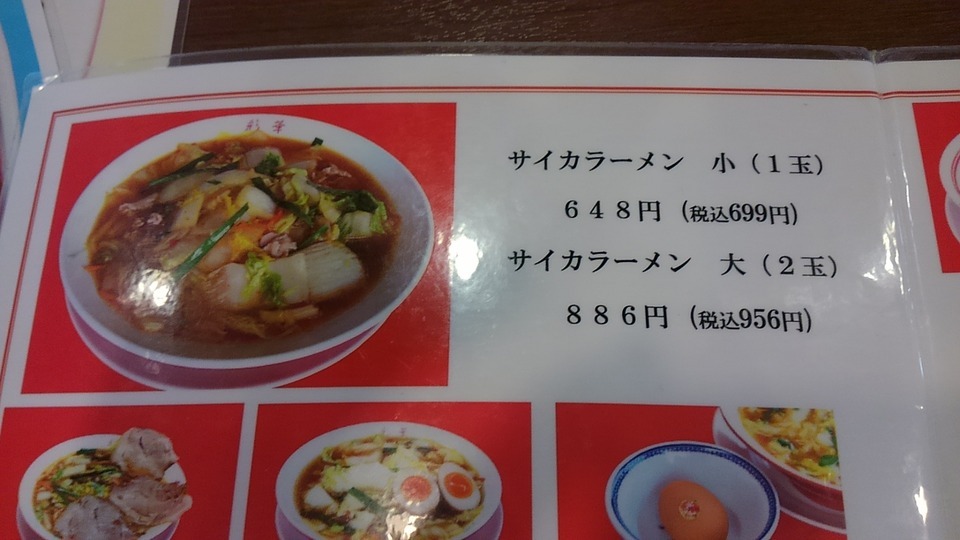 彩華
サイカラーメン　小（１玉）
６４８円　(税込699円)
サイカラーメン　大（２玉）
８８６円　(税込956円)